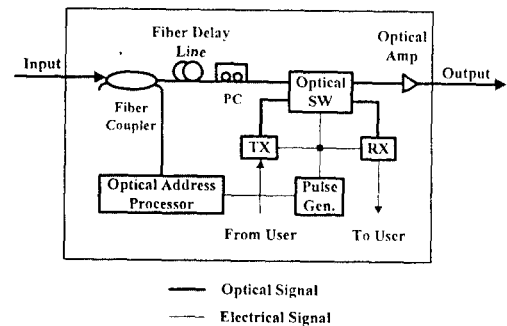 Fiber Delay
Line
Optical
Amp
Input
Output
PC
Optical
SW
Fiber
Coupler
TX
RX
Optical Address
Processor
Pulse
Gen.
From User
To User
Optical Signal
Electrical Signal